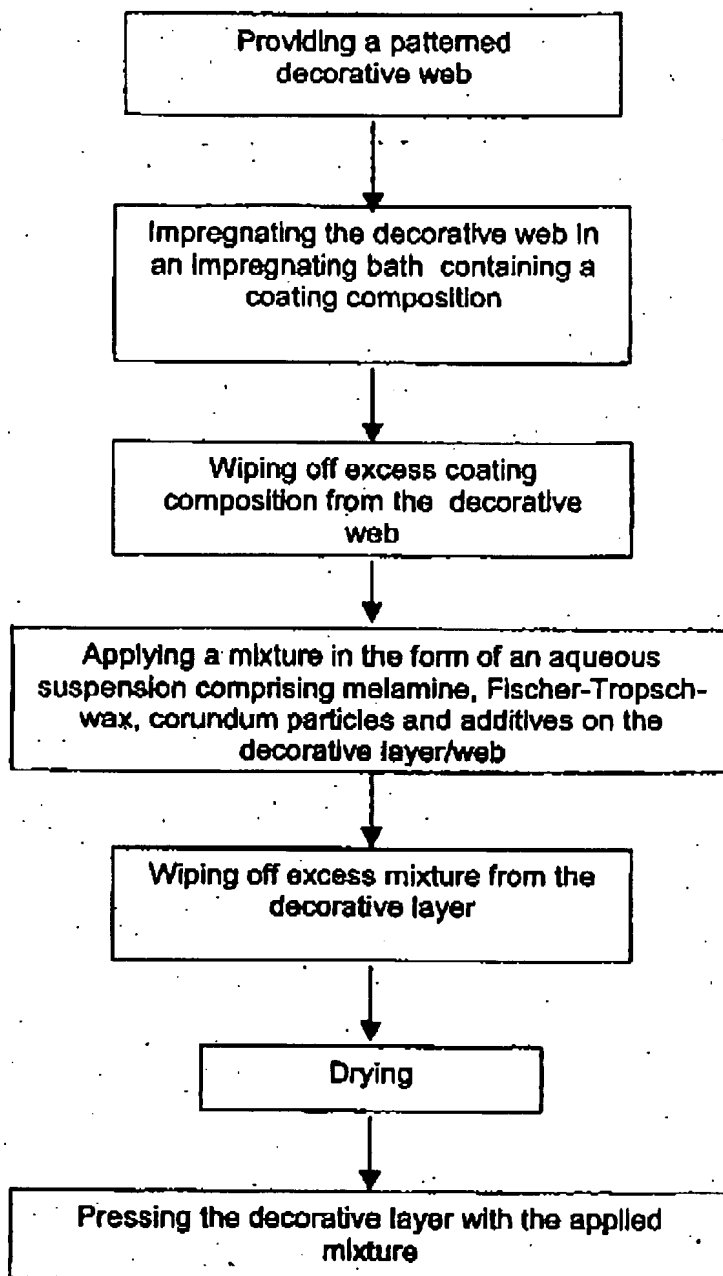 Providing a patterned
decorative web
Impregnating the decorative web in
an impregnating bath containing a
coating composition
Wiping off excess coating
composition from the decorative
web
Applying a mixture in the form of an aqueous
suspension comprising melamine, Fischer-Tropsch-
wax, corundum particles and additives on the
decorative layer/web
Wiping off excess mixture from the
decorative layer
Drying
Pressing the decorative layer with the applied
mixture